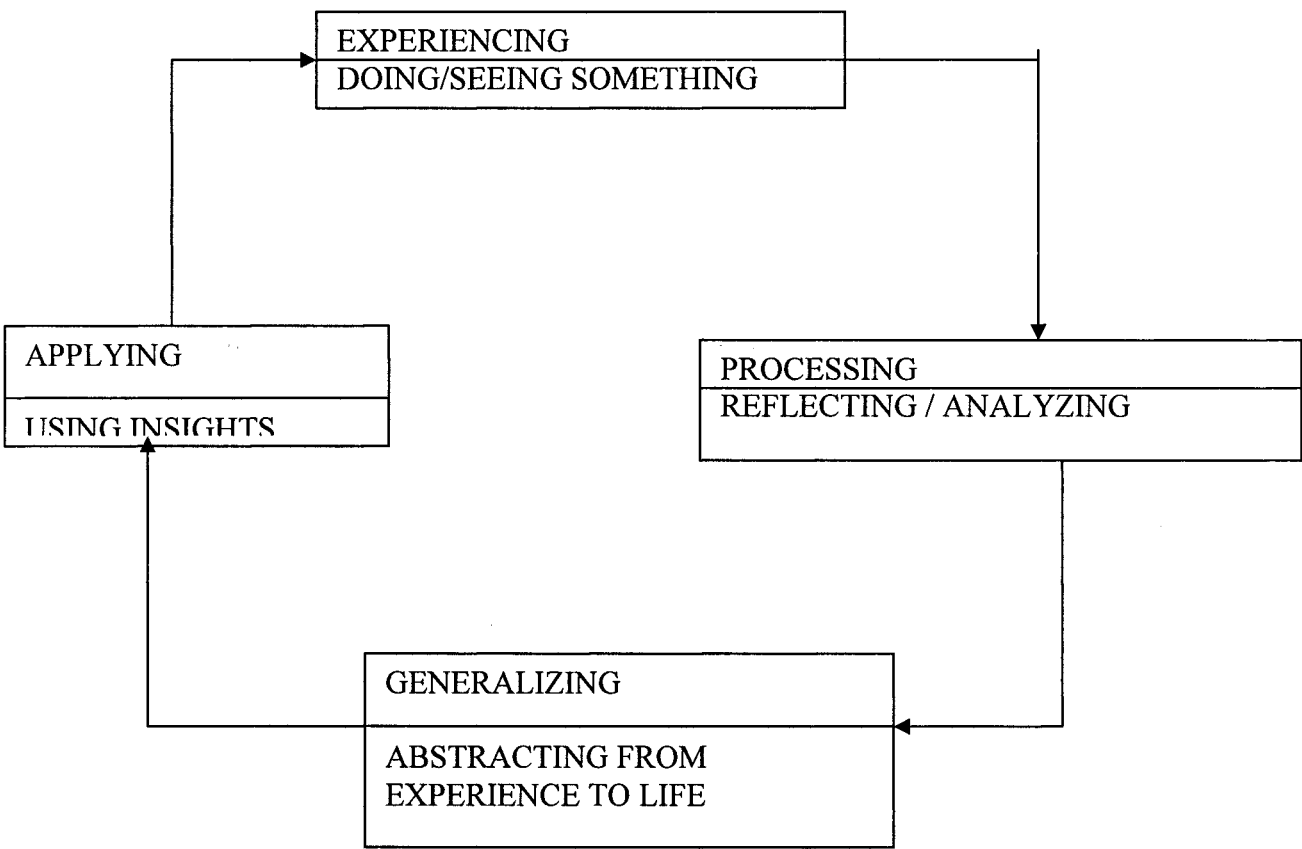 EXPERIENCING
DOING/SEEING SOMETHING
APPLYING
USING INSIGHTS
PROCESSING
REFLECTING / ANALYZING
GENERALIZING
ABSTRACTING FROM
EXPERIENCE TO LIFE